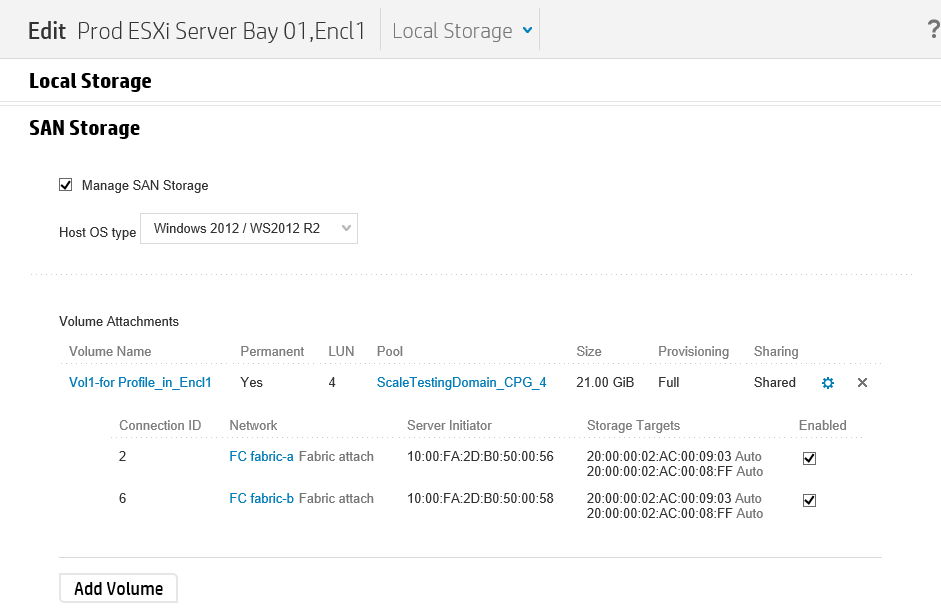 Edit Prod ESXi Server Bay 01,Encl1 Local Storage ?
Local Storage
SAN Storage
Manage SAN Storage
Host OS type Windows 2012 / WS2012 R2
Volume Attachments
Volume Name Permanent LUN Pool Size Provisioning Sharing
Vol1-for Profile_in_Encl1 Yes 4 ScaleTestingDomain_CPG_4 21.00 GiB Full Shared
Connection ID Network Server Initiator Storage Targets Enabled
2 FC fabric-a Fabric attach 10:00:FA:2D:B0:50:00:56 20:00:00:02:AC:00:09:03 Auto
20:00:00:02:AC:00:08:FF Auto
6 FC fabric-b Fabric attach 10:00:FA:2D:B0:50:00:58 20:00:00:02:AC:00:09:03 Auto
20:00:00:02:AC:00:08:FF Auto
Add Volume